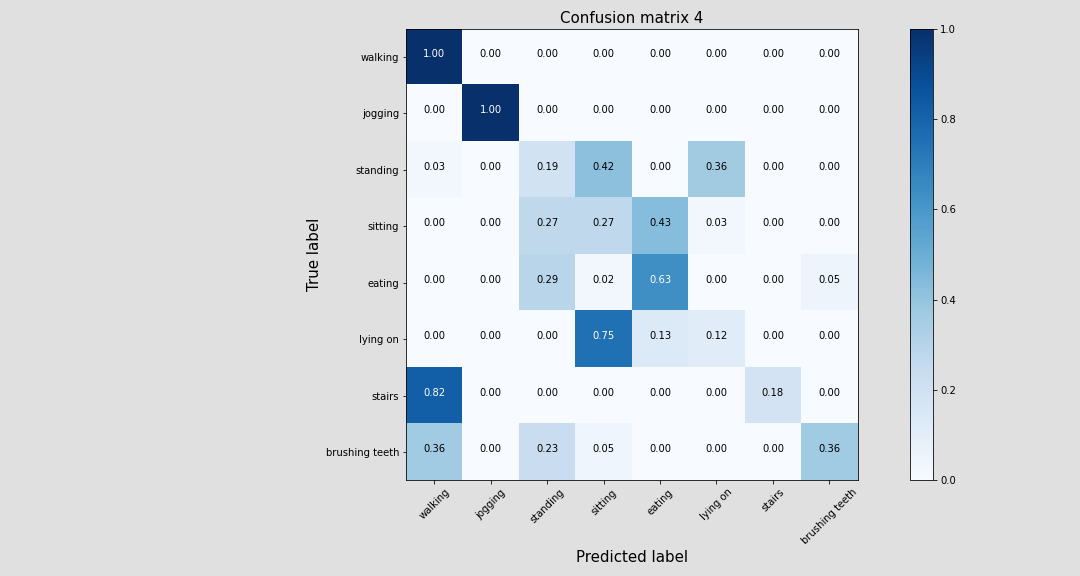 Confusion matrix 4
walking 1.00 0.00 0.00 0.00 0.00 0.00 0.00 0.00
jogging 0.00 1.00 0.00 0.00 0.00 0.00 0.00 0.00
standing 0.03 0.00 0.19 0.42 0.00 0.36 0.00 0.00
sitting 0.00 0.00 0.27 0.27 0.43 0.03 0.00 0.00
eating 0.00 0.00 0.29 0.02 0.63 0.00 0.00 0.05
lying on 0.00 0.00 0.00 0.75 0.13 0.12 0.00 0.00
stairs 0.82 0.00 0.00 0.00 0.00 0.00 0.18 0.00
brushing teeth 0.36 0.00 0.23 0.05 0.00 0.00 0.00 0.36
walking jogging standing sitting eating lying on stairs brushing teeth
True label
Predicted label
1.0
0.8
0.6
0.4
0.2
0.0